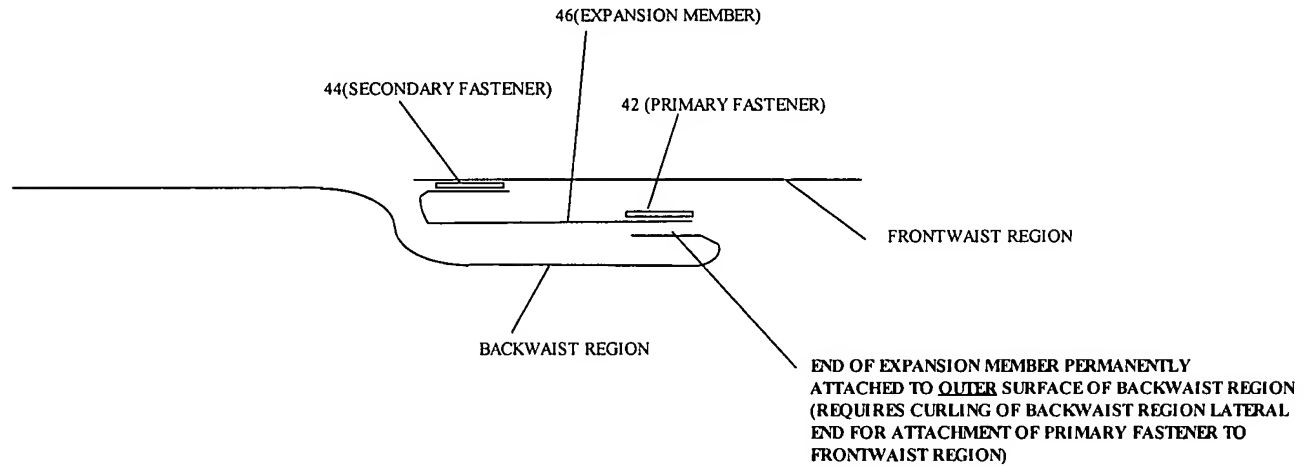 46(EXPANSION MEMBER)
44(SECONDARY FASTENER)
42 (PRIMARY FASTENER)
FRONTWAIST REGION
BACKWAIST REGION
END OF EXPANSION MEMBER PERMANENTLY
ATTACHED TO OUTER SURFACE OF BACKWAIST REGION
(REQUIRES CURLING OF BACKWAIST REGION LATERAL
END FOR ATTACHMENT OF PRIMARY FASTENER TO
FRONTWAIST REGION)